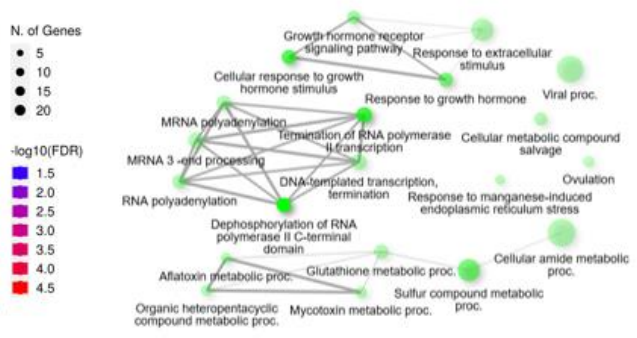 N. of Genes
5
10
15
20
-log10(FDR)
1.5
2.0
2.5
3.0
3.5
4.0
4.5
Growth hormone receptor
signaling pathway
Response to extracellular
stimulus
Cellular response to growth
hormone stimulus
Response to growth hormone
Viral proc.
MRNA polyadenylation
Termination of RNA polymerase
II transcription
Cellular metabolic compound
salvage
MRNA 3 -end processing
DNA-templated transcription,
termination
Ovulation
RNA polyadenylation
Response to manganese-induced
endoplasmic reticulum stress
Dephosphorylation of RNA
polymerase II C-terminal
domain
Aflatoxin metabolic proc.
Glutathione metabolic proc.
Cellular amide metabolic
proc.
Organic heteropentacyclic
compound metabolic proc.
Mycotoxin metabolic proc.
Sulfur compound metabolic
proc.